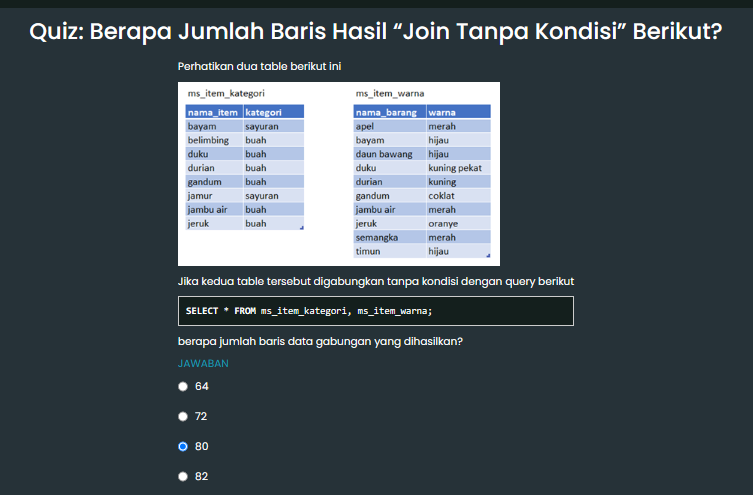 Quiz: Berapa Jumlah Baris Hasil “Join Tanpa Kondisi” Berikut?
Perhatikan dua table berikut ini
ms_item_kategori
nama_item kategori
bayam sayuran
belimbing buah
duku buah
durian buah
gandum buah
jamur sayuran
jambu air buah
jeruk buah
ms_item_warna
nama_barang warna
apel merah
bayam hijau
daun bawang hijau
duku kuning pekat
durian kuning
gandum coklat
jambu air merah
jeruk oranye
semangka merah
timun hijau
Jika kedua table tersebut digabungkan tanpa kondisi dengan query berikut
SELECT * FROM ms_item_kategori, ms_item_warna;
berapa jumlah baris data gabungan yang dihasilkan?
JAWABAN
64
72
80
82